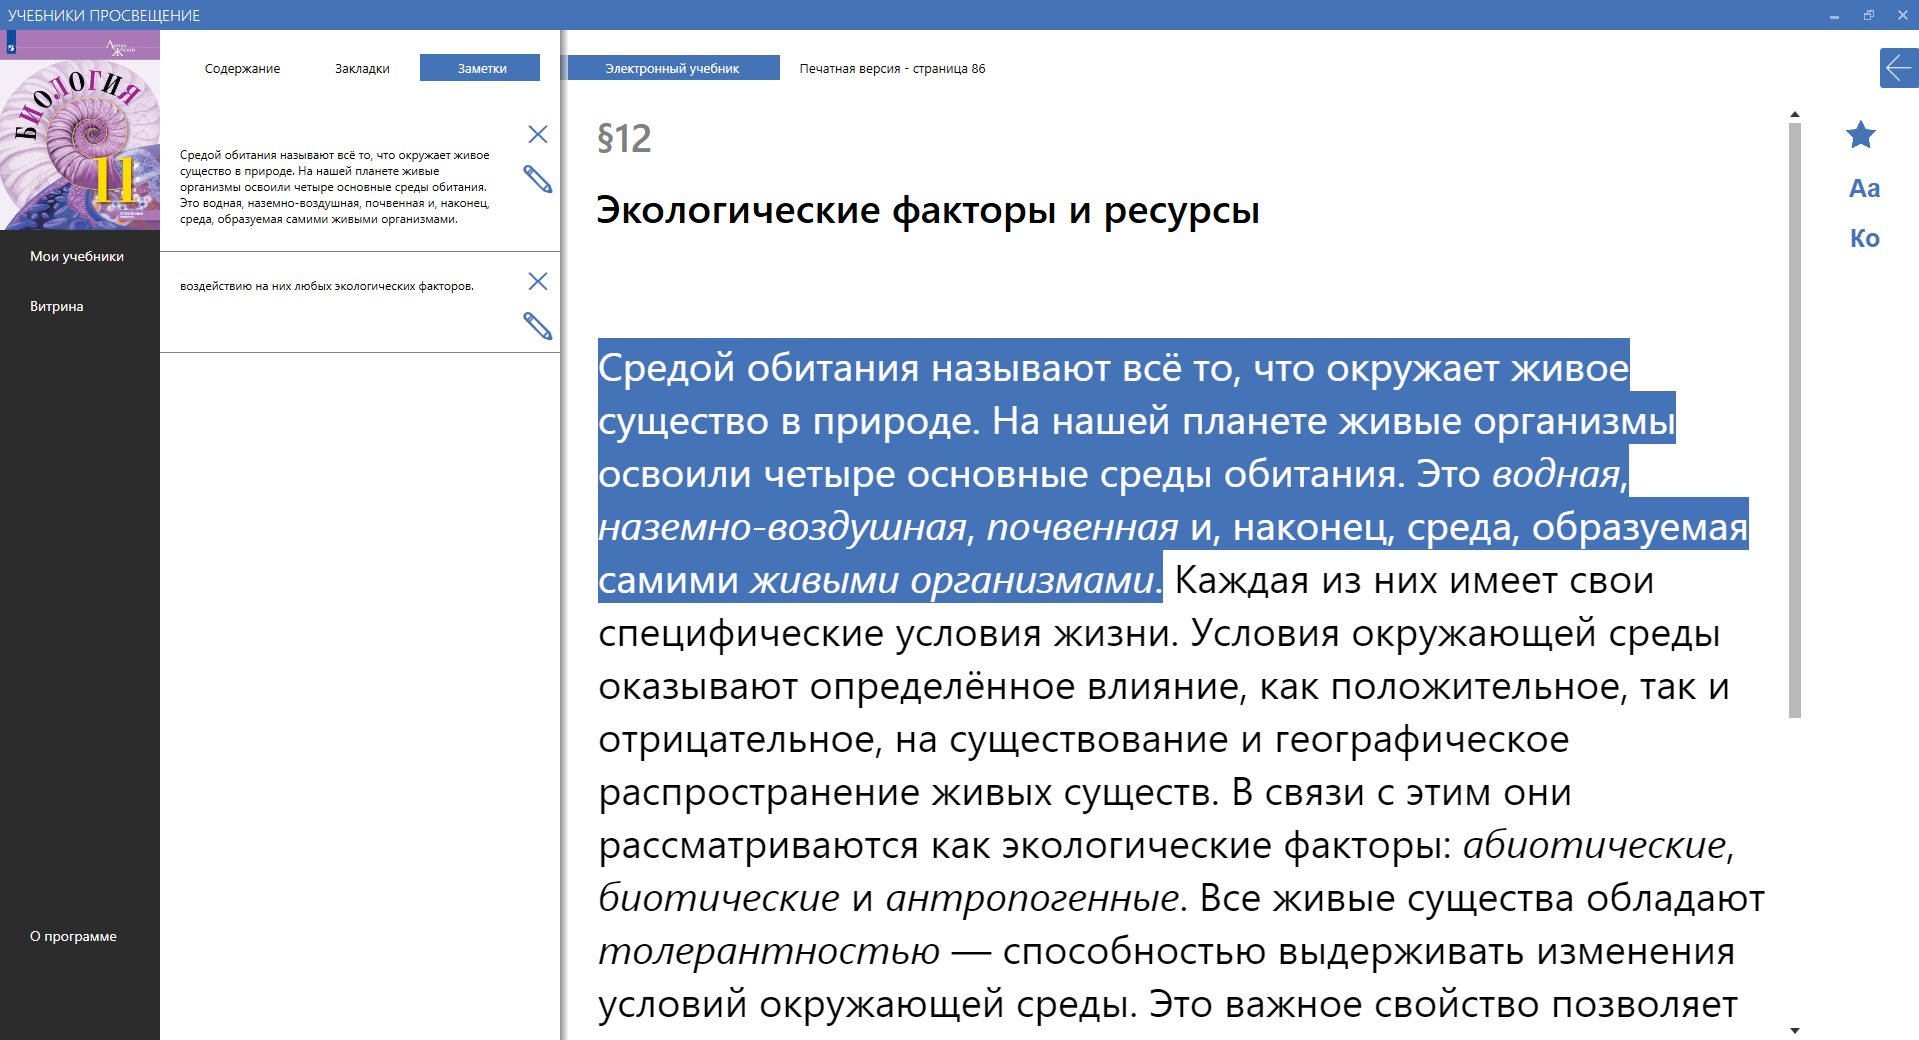 УЧЕБНИКИ ПРОСВЕЩЕНИЕ
БИОЛОГИЯ
11
Мои учебники
Витрина
О программе
Содержание
Закладки
Заметки
Средой обитания называют всё то, что окружает живое
существо в природе. На нашей планете живые
организмы освоили четыре основные среды обитания.
Это водная, наземно-воздушная, почвенная и, наконец,
среда, образуемая самими живыми организмами.
воздействию на них любых экологических факторов.
Электронный учебник
Печатная версия - страница 86
§12
Экологические факторы и ресурсы
Средой обитания называют всё то, что окружает живое
существо в природе. На нашей планете живые организмы
освоили четыре основные среды обитания. Это водная,
наземно-воздушная, почвенная и, наконец, среда, образуемая
самими живыми организмами. Каждая из них имеет свои
специфические условия жизни. Условия окружающей среды
оказывают определённое влияние, как положительное, так и
отрицательное, на существование и географическое
распространение живых существ. В связи с этим они
рассматриваются как экологические факторы: абиотические,
биотические и антропогенные. Все живые существа обладают
толерантностью — способностью выдерживать изменения
условий окружающей среды. Это важное свойство позволяет
Aa
Ко